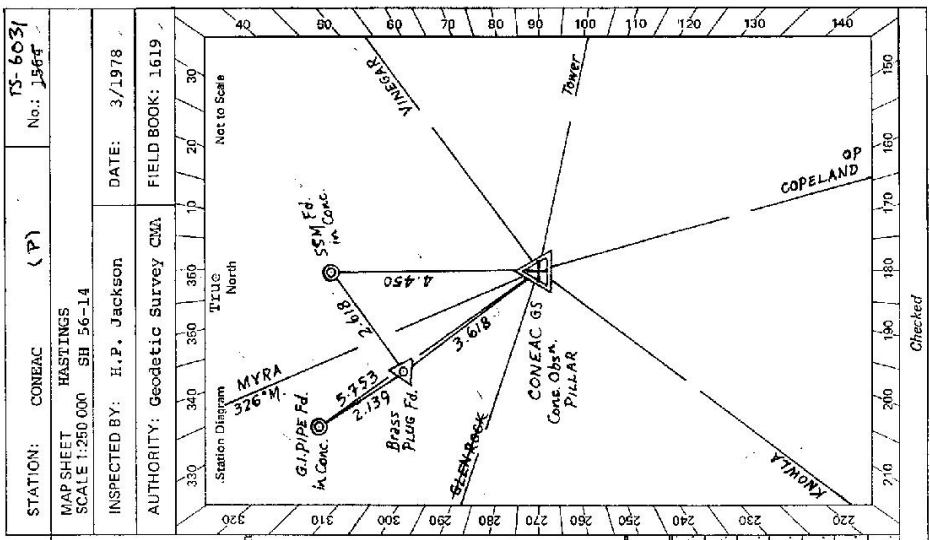 STATION: CONEAC (P) No.: 1564 TS-6031
MAP SHEET HASTINGS
SCALE 1:250 000 SH 56-14
INSPECTED BY: H.P. Jackson DATE: 3/1978
AUTHORITY: Geodetic Survey CMA FIELD BOOK: 1619
330 340 350 360 10 20 30
Station Diagram
True
North
Not to Scale
320
310
300
290
280
270
260
250
240
230
220
40
50
60
70
80
90
100
110
120
130
140
MYRA
326°M
G.I. PIPE Fd.
in Conc.
SSM Fd.
in Conc.
VINEGAR
5.753
2.139
2.618
4.450
Brass
PLUG Fd.
3.618
GLEN ROCK
CONEAC GS
Conc. Obsn.
PILLAR
Tower
KNOWLA
COPELAND
OP
210 200 190 180 170 160 150
Checked